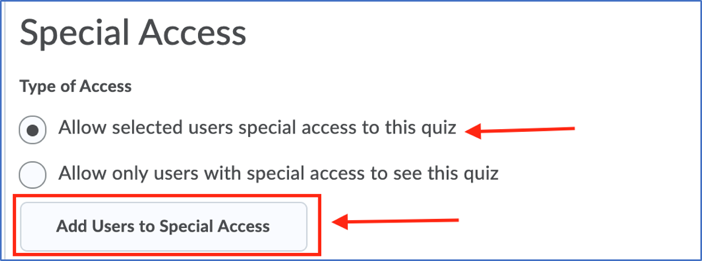 Special Access
Type of Access
Allow selected users special access to this quiz
Allow only users with special access to see this quiz
Add Users to Special Access